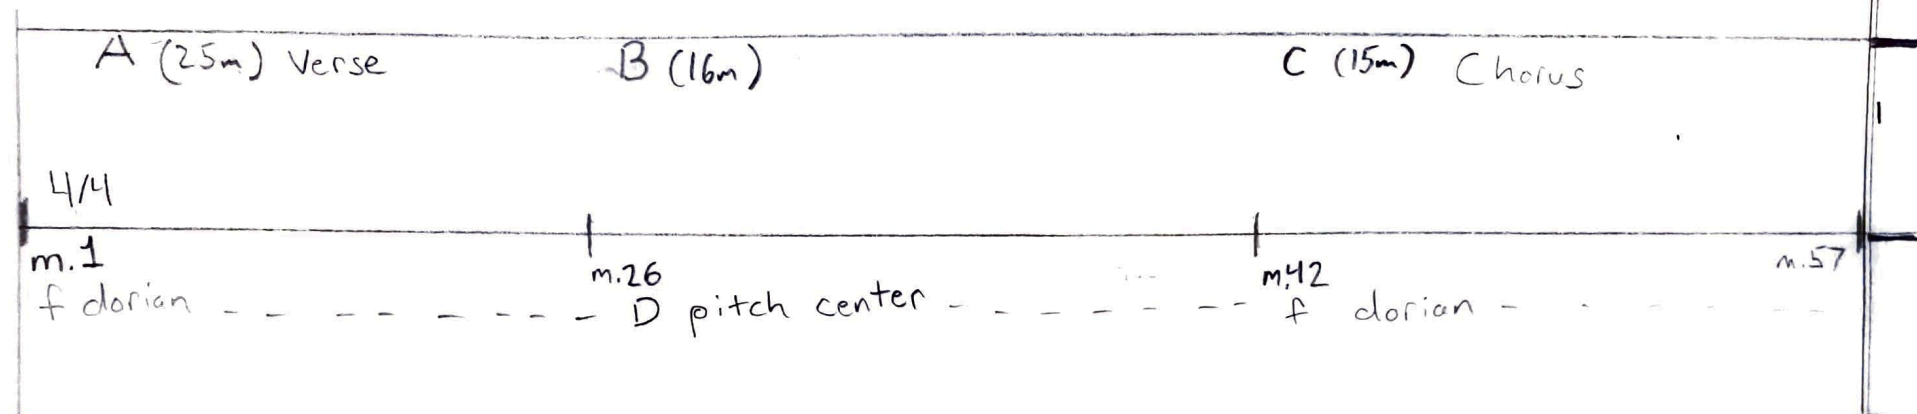 A (25m) Verse B (16m) C (15m) Chorus
4/4
m.1 m.26 m.42 m.57
f dorian - - - - - - - - D pitch center - - - - - - - f dorian - - - - -